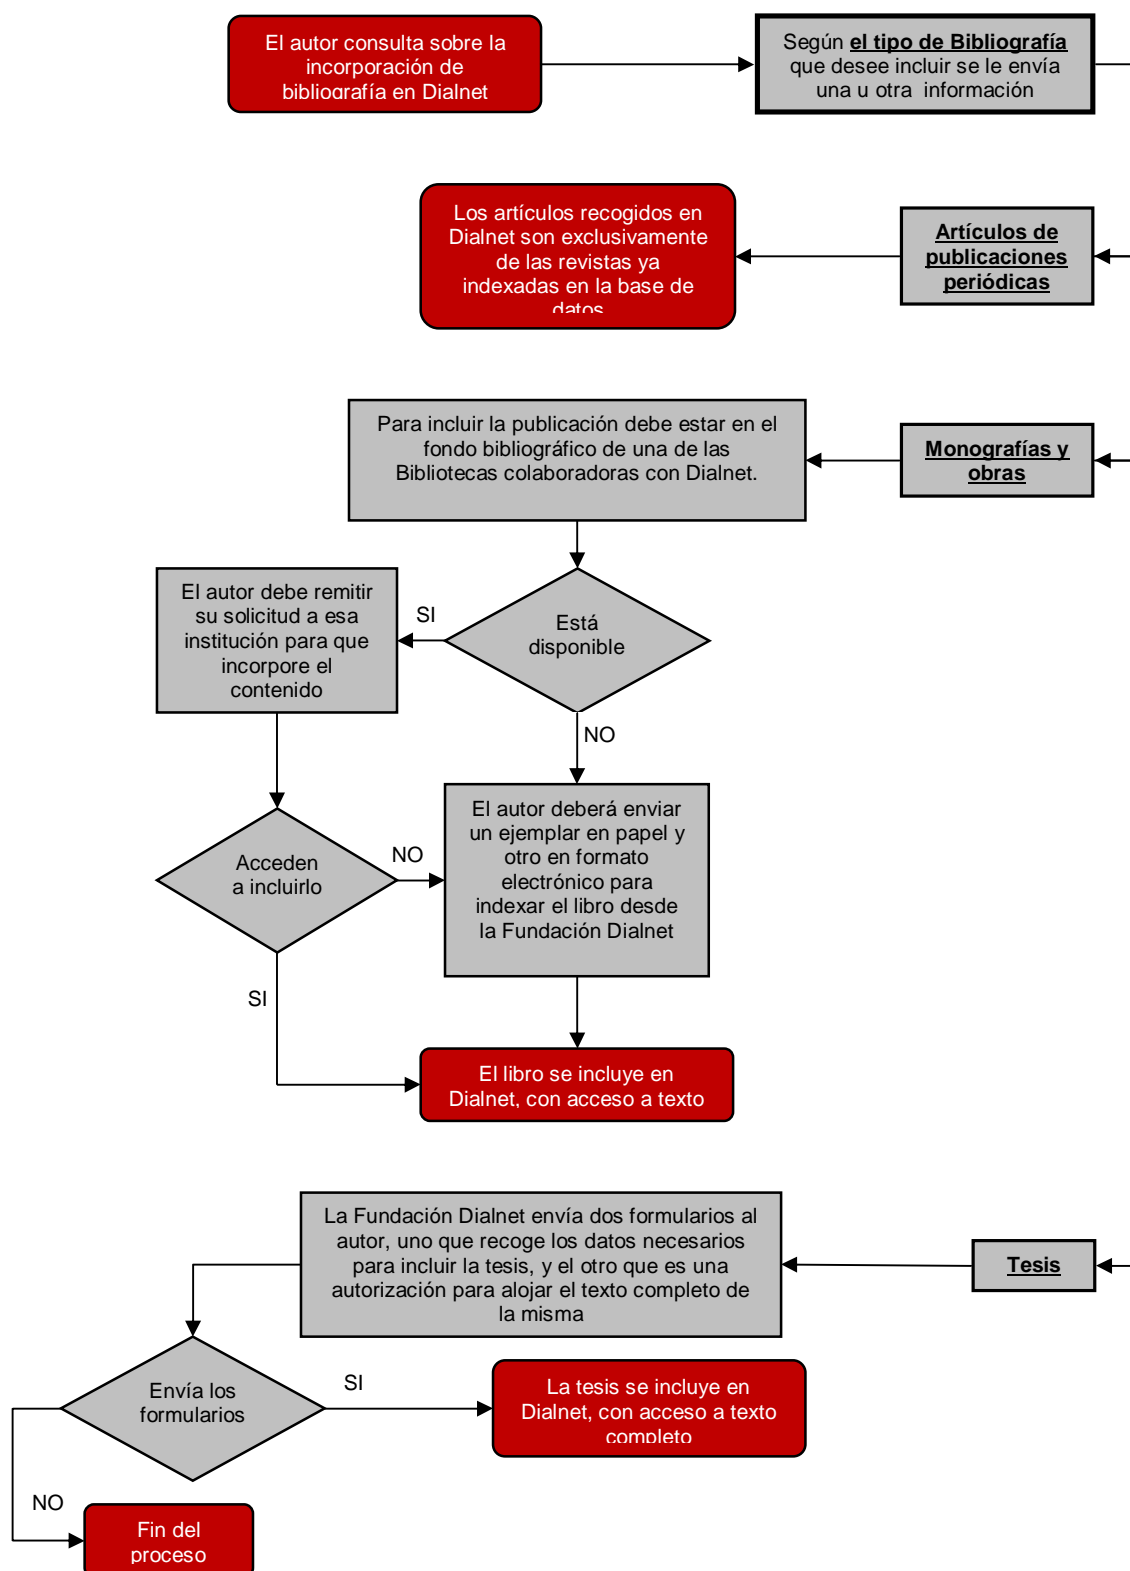 El autor consulta sobre la
incorporación de
bibliografía en Dialnet
Según el tipo de Bibliografía
que desee incluir se le envía
una u otra información
Los artículos recogidos en
Dialnet son exclusivamente
de las revistas ya
indexadas en la base de
datos
Artículos de
publicaciones
periódicas
Para incluir la publicación debe estar en el
fondo bibliográfico de una de las
Bibliotecas colaboradoras con Dialnet.
Monografías y
obras
El autor debe remitir
su solicitud a esa
institución para que
incorpore el
contenido
SI
Está
disponible
NO
El autor deberá enviar
un ejemplar en papel y
otro en formato
electrónico para
indexar el libro desde
la Fundación Dialnet
Acceden
a incluirlo
NO
SI
El libro se incluye en
Dialnet, con acceso a texto
La Fundación Dialnet envía dos formularios al
autor, uno que recoge los datos necesarios
para incluir la tesis, y el otro que es una
autorización para alojar el texto completo de
la misma
Tesis
Envía los
formularios
SI
La tesis se incluye en
Dialnet, con acceso a texto
completo
NO
Fin del
proceso